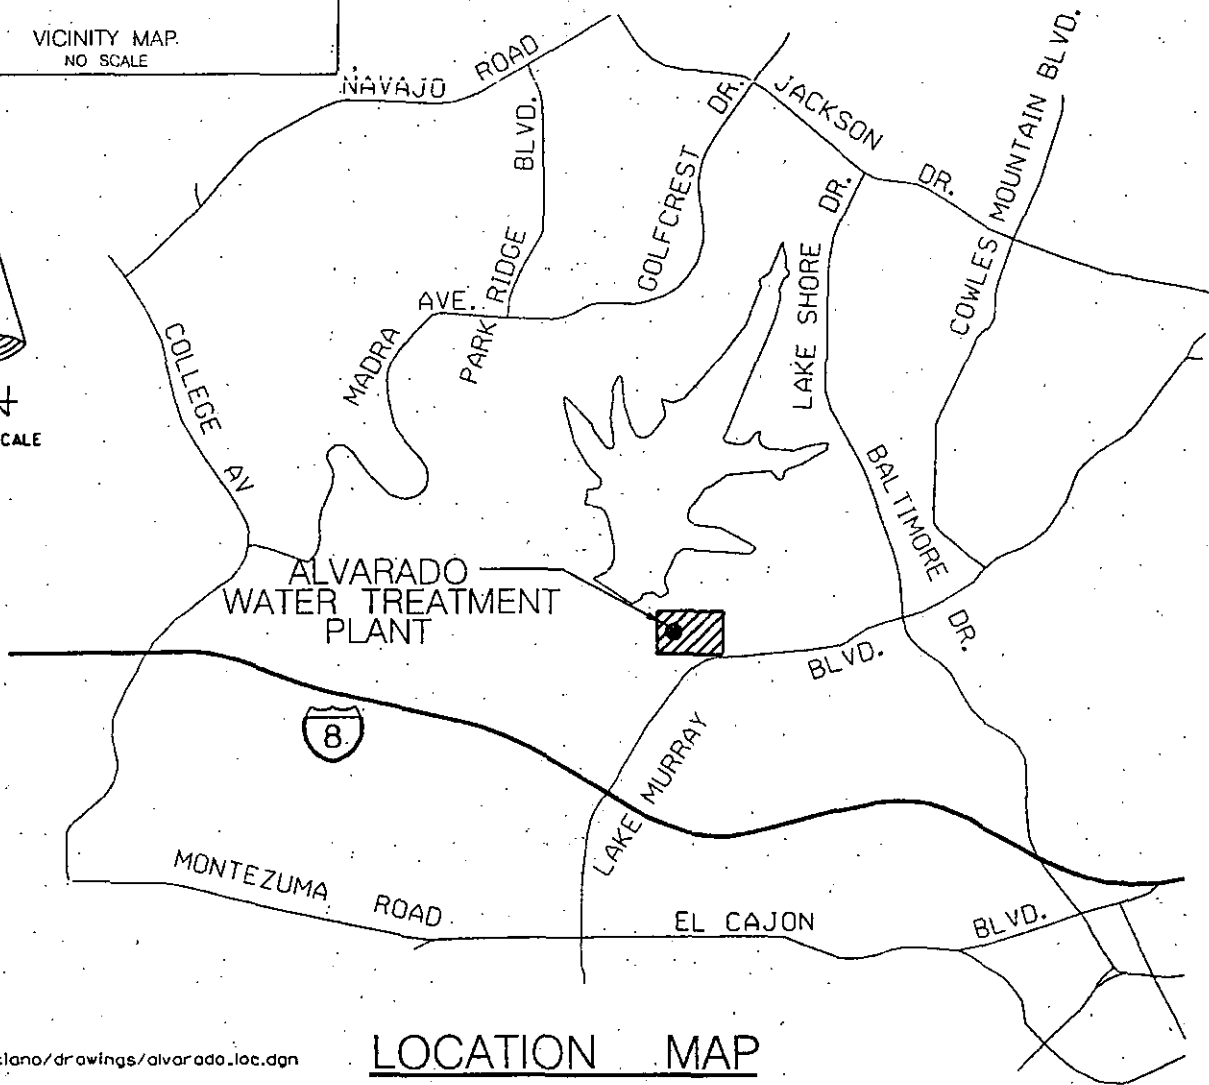 VICINITY MAP.
NO SCALE
NAVAJO ROAD
JACKSON DR.
COWLES MOUNTAIN BLVD.
PARK RIDGE BLVD.
GOLFCREST DR.
LAKE SHORE DR.
MADRA AVE.
COLLEGE AV
CALE
BALTIMORE DR.
ALVARADO
WATER TREATMENT
PLANT
LAKE MURRAY BLVD.
8
MONTEZUMA ROAD
EL CAJON BLVD.
lano/drawings/alvarado.loc.dgn
LOCATION MAP